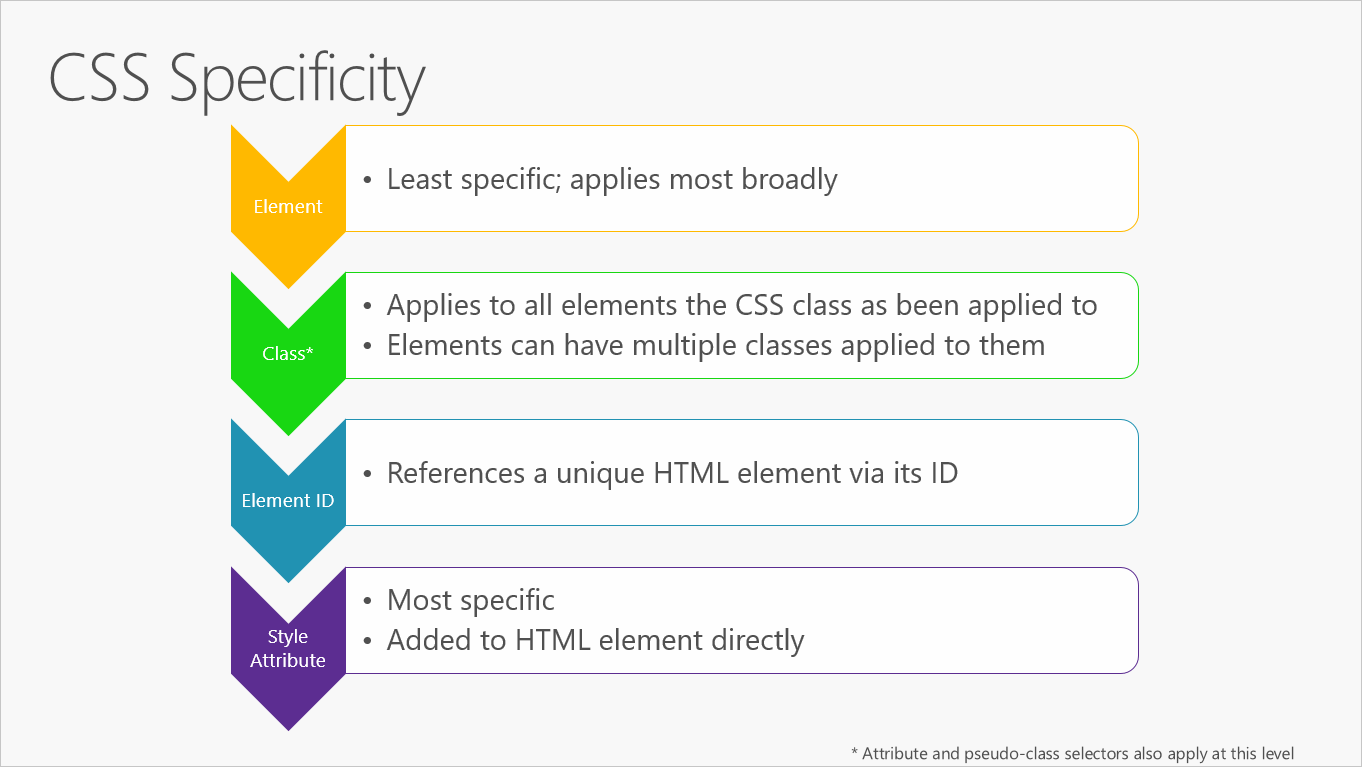 CSS Specificity
Element
• Least specific; applies most broadly
Class*
• Applies to all elements the CSS class as been applied to
• Elements can have multiple classes applied to them
Element ID
• References a unique HTML element via its ID
Style
Attribute
• Most specific
• Added to HTML element directly
* Attribute and pseudo-class selectors also apply at this level